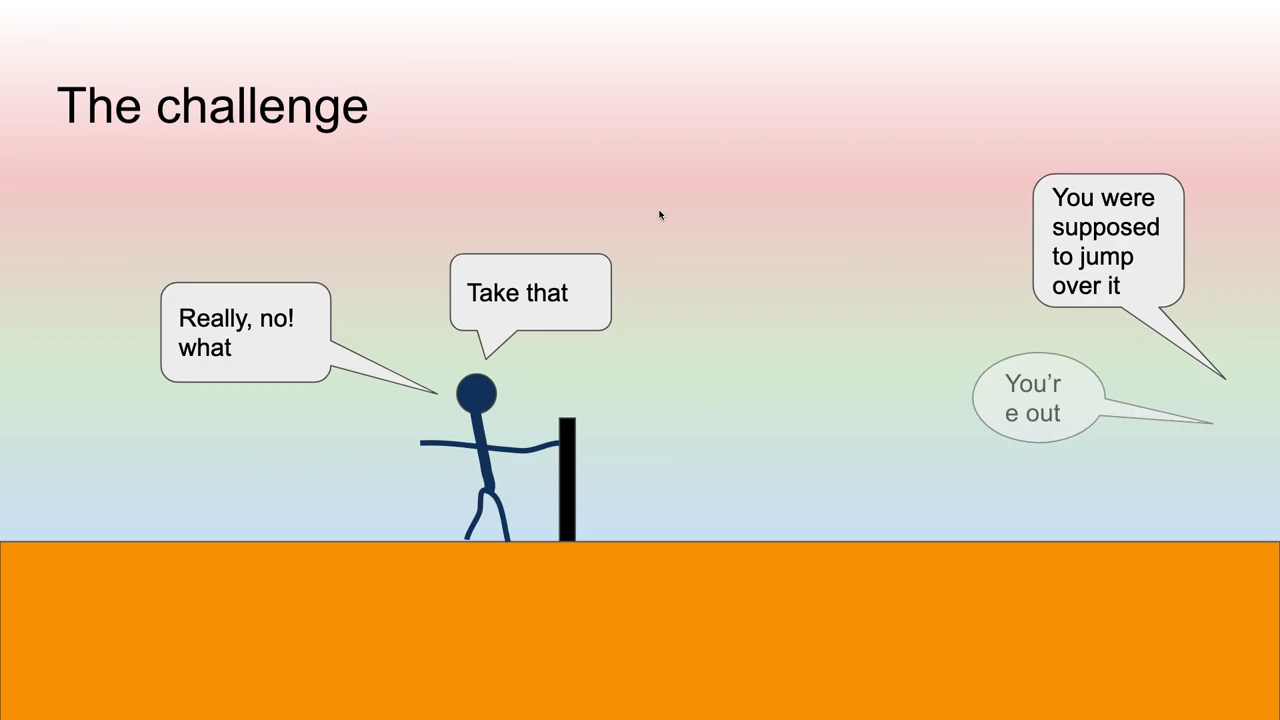 The challenge
You were
supposed
to jump
over it
Take that
Really, no!
what
You’r
e out